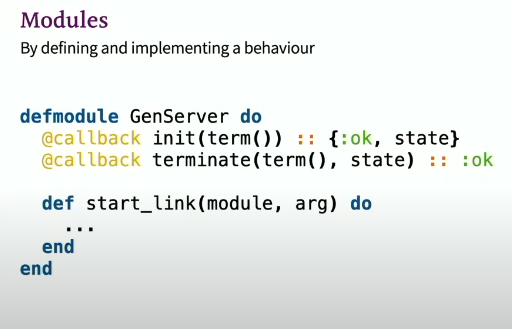 Modules
By defining and implementing a behaviour
defmodule GenServer do
  @callback init(term()) :: {:ok, state}
  @callback terminate(term(), state) :: :ok
  def start_link(module, arg) do
    ...
  end
end